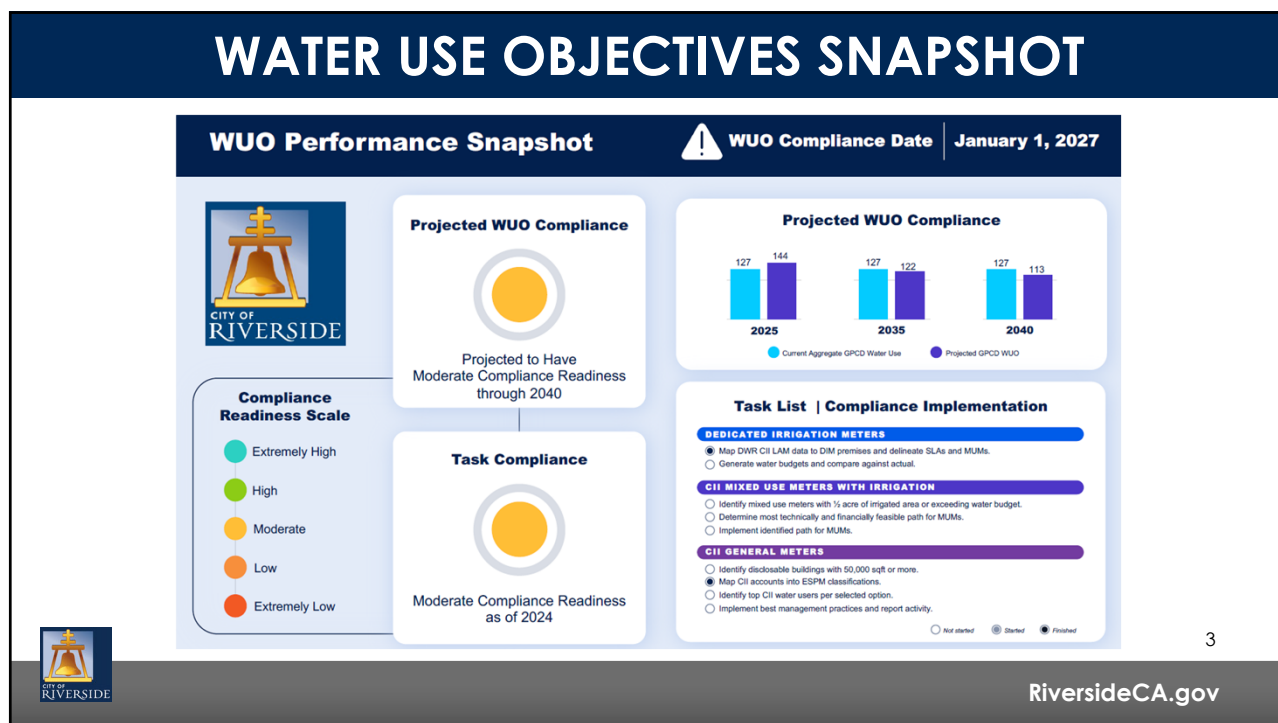 WATER USE OBJECTIVES SNAPSHOT
WUO Performance Snapshot
WUO Compliance Date
January 1, 2027
CITY OF
RIVERSIDE
Projected WUO Compliance
Projected to Have
Moderate Compliance Readiness
through 2040
Compliance
Readiness Scale
Extremely High
High
Moderate
Low
Extremely Low
Task Compliance
Moderate Compliance Readiness
as of 2024
Projected WUO Compliance
127
144
127
122
127
113
2025
2035
2040
Current Aggregate GPCD Water Use
Projected GPCD WUO
Task List | Compliance Implementation
DEDICATED IRRIGATION METERS
Map DWR CII LAM data to DIM premises and delineate SLAs and MUMs.
Generate water budgets and compare against actual.
CII MIXED USE METERS WITH IRRIGATION
Identify mixed use meters with ½ acre of irrigated area or exceeding water budget.
Determine most technically and financially feasible path for MUMs.
Implement identified path for MUMs.
CII GENERAL METERS
Identify disclosable buildings with 50,000 sqft or more.
Map CII accounts into ESPM classifications.
Identify top CII water users per selected option.
Implement best management practices and report activity.
Not started
Started
Finished
3
CITY OF
RIVERSIDE
RiversideCA.gov